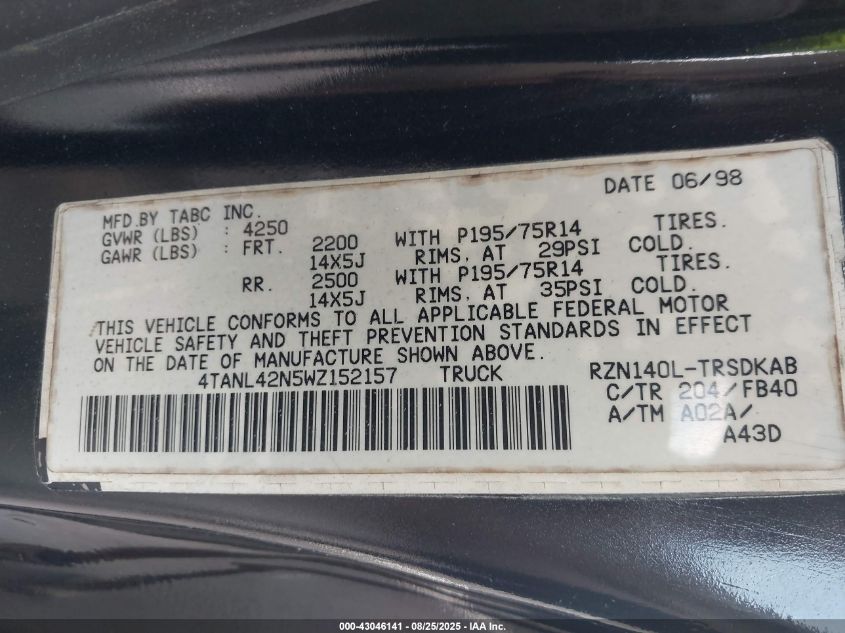 DATE 06/98
MFD.BY TABC INC.
GVWR (LBS) : 4250
GAWR (LBS) : FRT. 2200 WITH P195/75R14 TIRES.
14X5J RIMS, AT 29PSI COLD.
RR. 2500 WITH P195/75R14 TIRES.
14X5J RIMS, AT 35PSI COLD.
THIS VEHICLE CONFORMS TO ALL APPLICABLE FEDERAL MOTOR
VEHICLE SAFETY AND THEFT PREVENTION STANDARDS IN EFFECT
ON THE DATE OF MANUFACTURE SHOWN ABOVE.
4TANL42N5WZ152157 TRUCK RZN140L-TRSDKAB
C/TR 204/FB40
A/TM A02A/
A43D
000-43046141 - 08/25/2025 - IAA Inc.